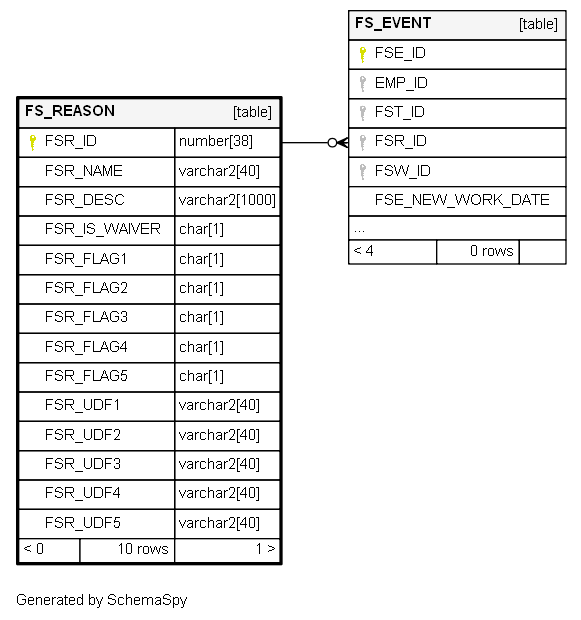 FS_EVENT [table]
FSE_ID
EMP_ID
FST_ID
FSR_ID
FSW_ID
FSE_NEW_WORK_DATE
...
< 4 0 rows
FS_REASON [table]
FSR_ID number[38]
FSR_NAME varchar2[40]
FSR_DESC varchar2[1000]
FSR_IS_WAIVER char[1]
FSR_FLAG1 char[1]
FSR_FLAG2 char[1]
FSR_FLAG3 char[1]
FSR_FLAG4 char[1]
FSR_FLAG5 char[1]
FSR_UDF1 varchar2[40]
FSR_UDF2 varchar2[40]
FSR_UDF3 varchar2[40]
FSR_UDF4 varchar2[40]
FSR_UDF5 varchar2[40]
< 0 10 rows 1 >
Generated by SchemaSpy